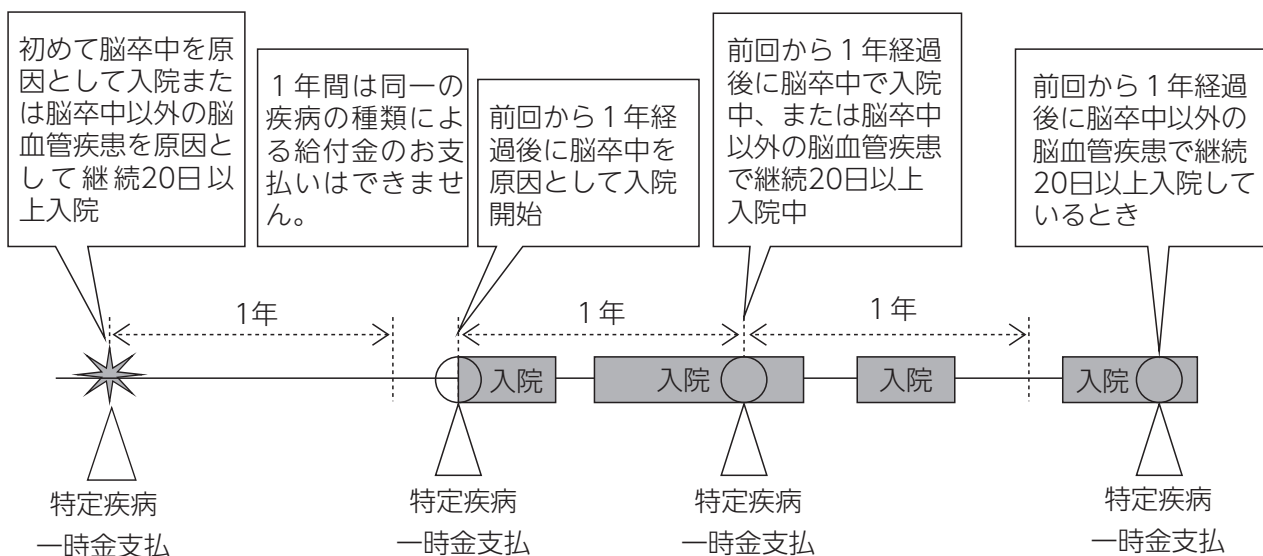 初めて脳卒中を原
因として入院また
は脳卒中以外の脳
血管疾患を原因と
して継続20日以
上入院
１年間は同一の
疾病の種類によ
る給付金のお支
払いはできませ
ん。
前回から１年経
過後に脳卒中を
原因として入院
開始
前回から１年経過
後に脳卒中で入院
中、または脳卒中
以外の脳血管疾患
で継続20日以上
入院中
前回から１年経過
後に脳卒中以外の
脳血管疾患で継続
20日以上入院して
いるとき
1年
１年
１年
入院
入院
入院
入院
特定疾病
一時金支払
特定疾病
一時金支払
特定疾病
一時金支払
特定疾病
一時金支払